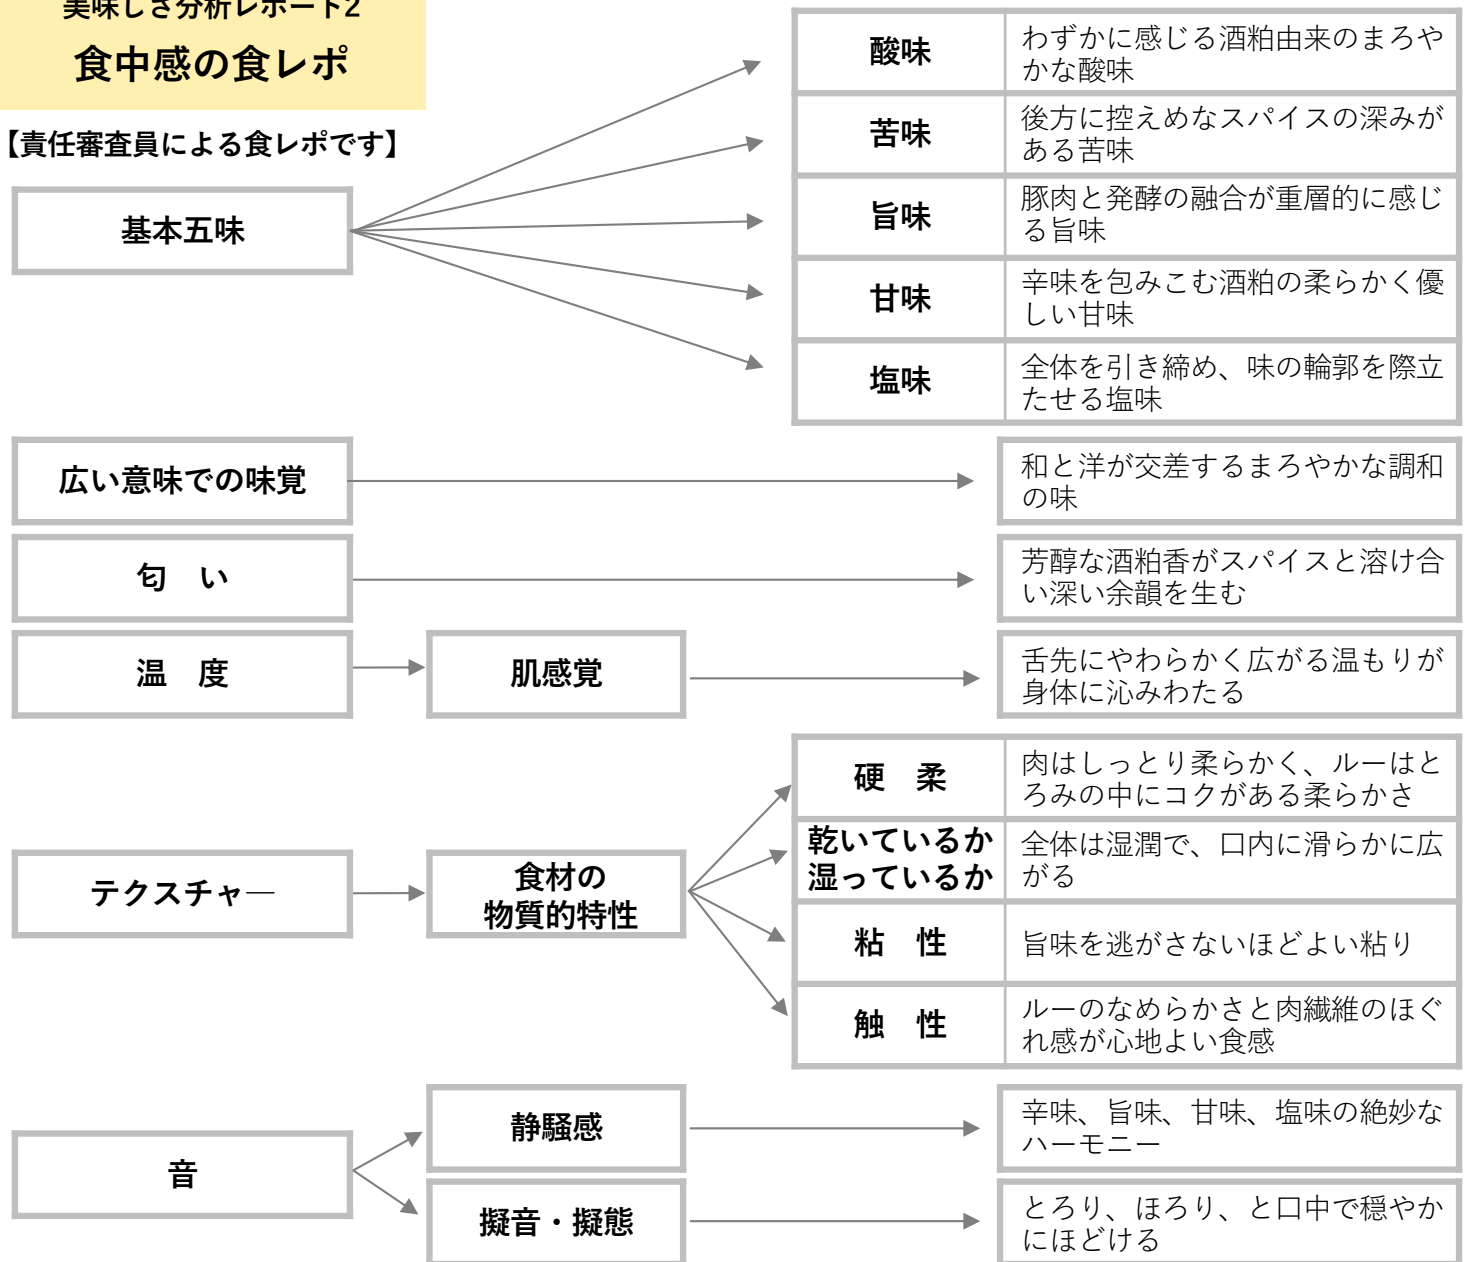 美味しさ分析レポート2
食中感の食レポ
【責任審査員による食レポです】
基本五味
酸味
わずかに感じる酒粕由来のまろや
かな酸味
苦味
後方に控えめなスパイスの深みが
ある苦味
旨味
豚肉と発酵の融合が重層的に感じ
る旨味
甘味
辛味を包みこむ酒粕の柔らかく優
しい甘味
塩味
全体を引き締め、味の輪郭を際立
たせる塩味
広い意味での味覚
和と洋が交差するまろやかな調和
の味
匂　い
芳醇な酒粕香がスパイスと溶け合
い深い余韻を生む
温　度
肌感覚
舌先にやわらかく広がる温もりが
身体に沁みわたる
テクスチャ―
食材の
物質的特性
硬　柔
肉はしっとり柔らかく、ルーはと
ろみの中にコクがある柔らかさ
乾いているか
湿っているか
全体は湿潤で、口内に滑らかに広
がる
粘　性
旨味を逃がさないほどよい粘り
触　性
ルーのなめらかさと肉繊維のほぐ
れ感が心地よい食感
音
静騒感
辛味、旨味、甘味、塩味の絶妙な
ハーモニー
擬音・擬態
とろり、ほろり、と口中で穏やか
にほどける